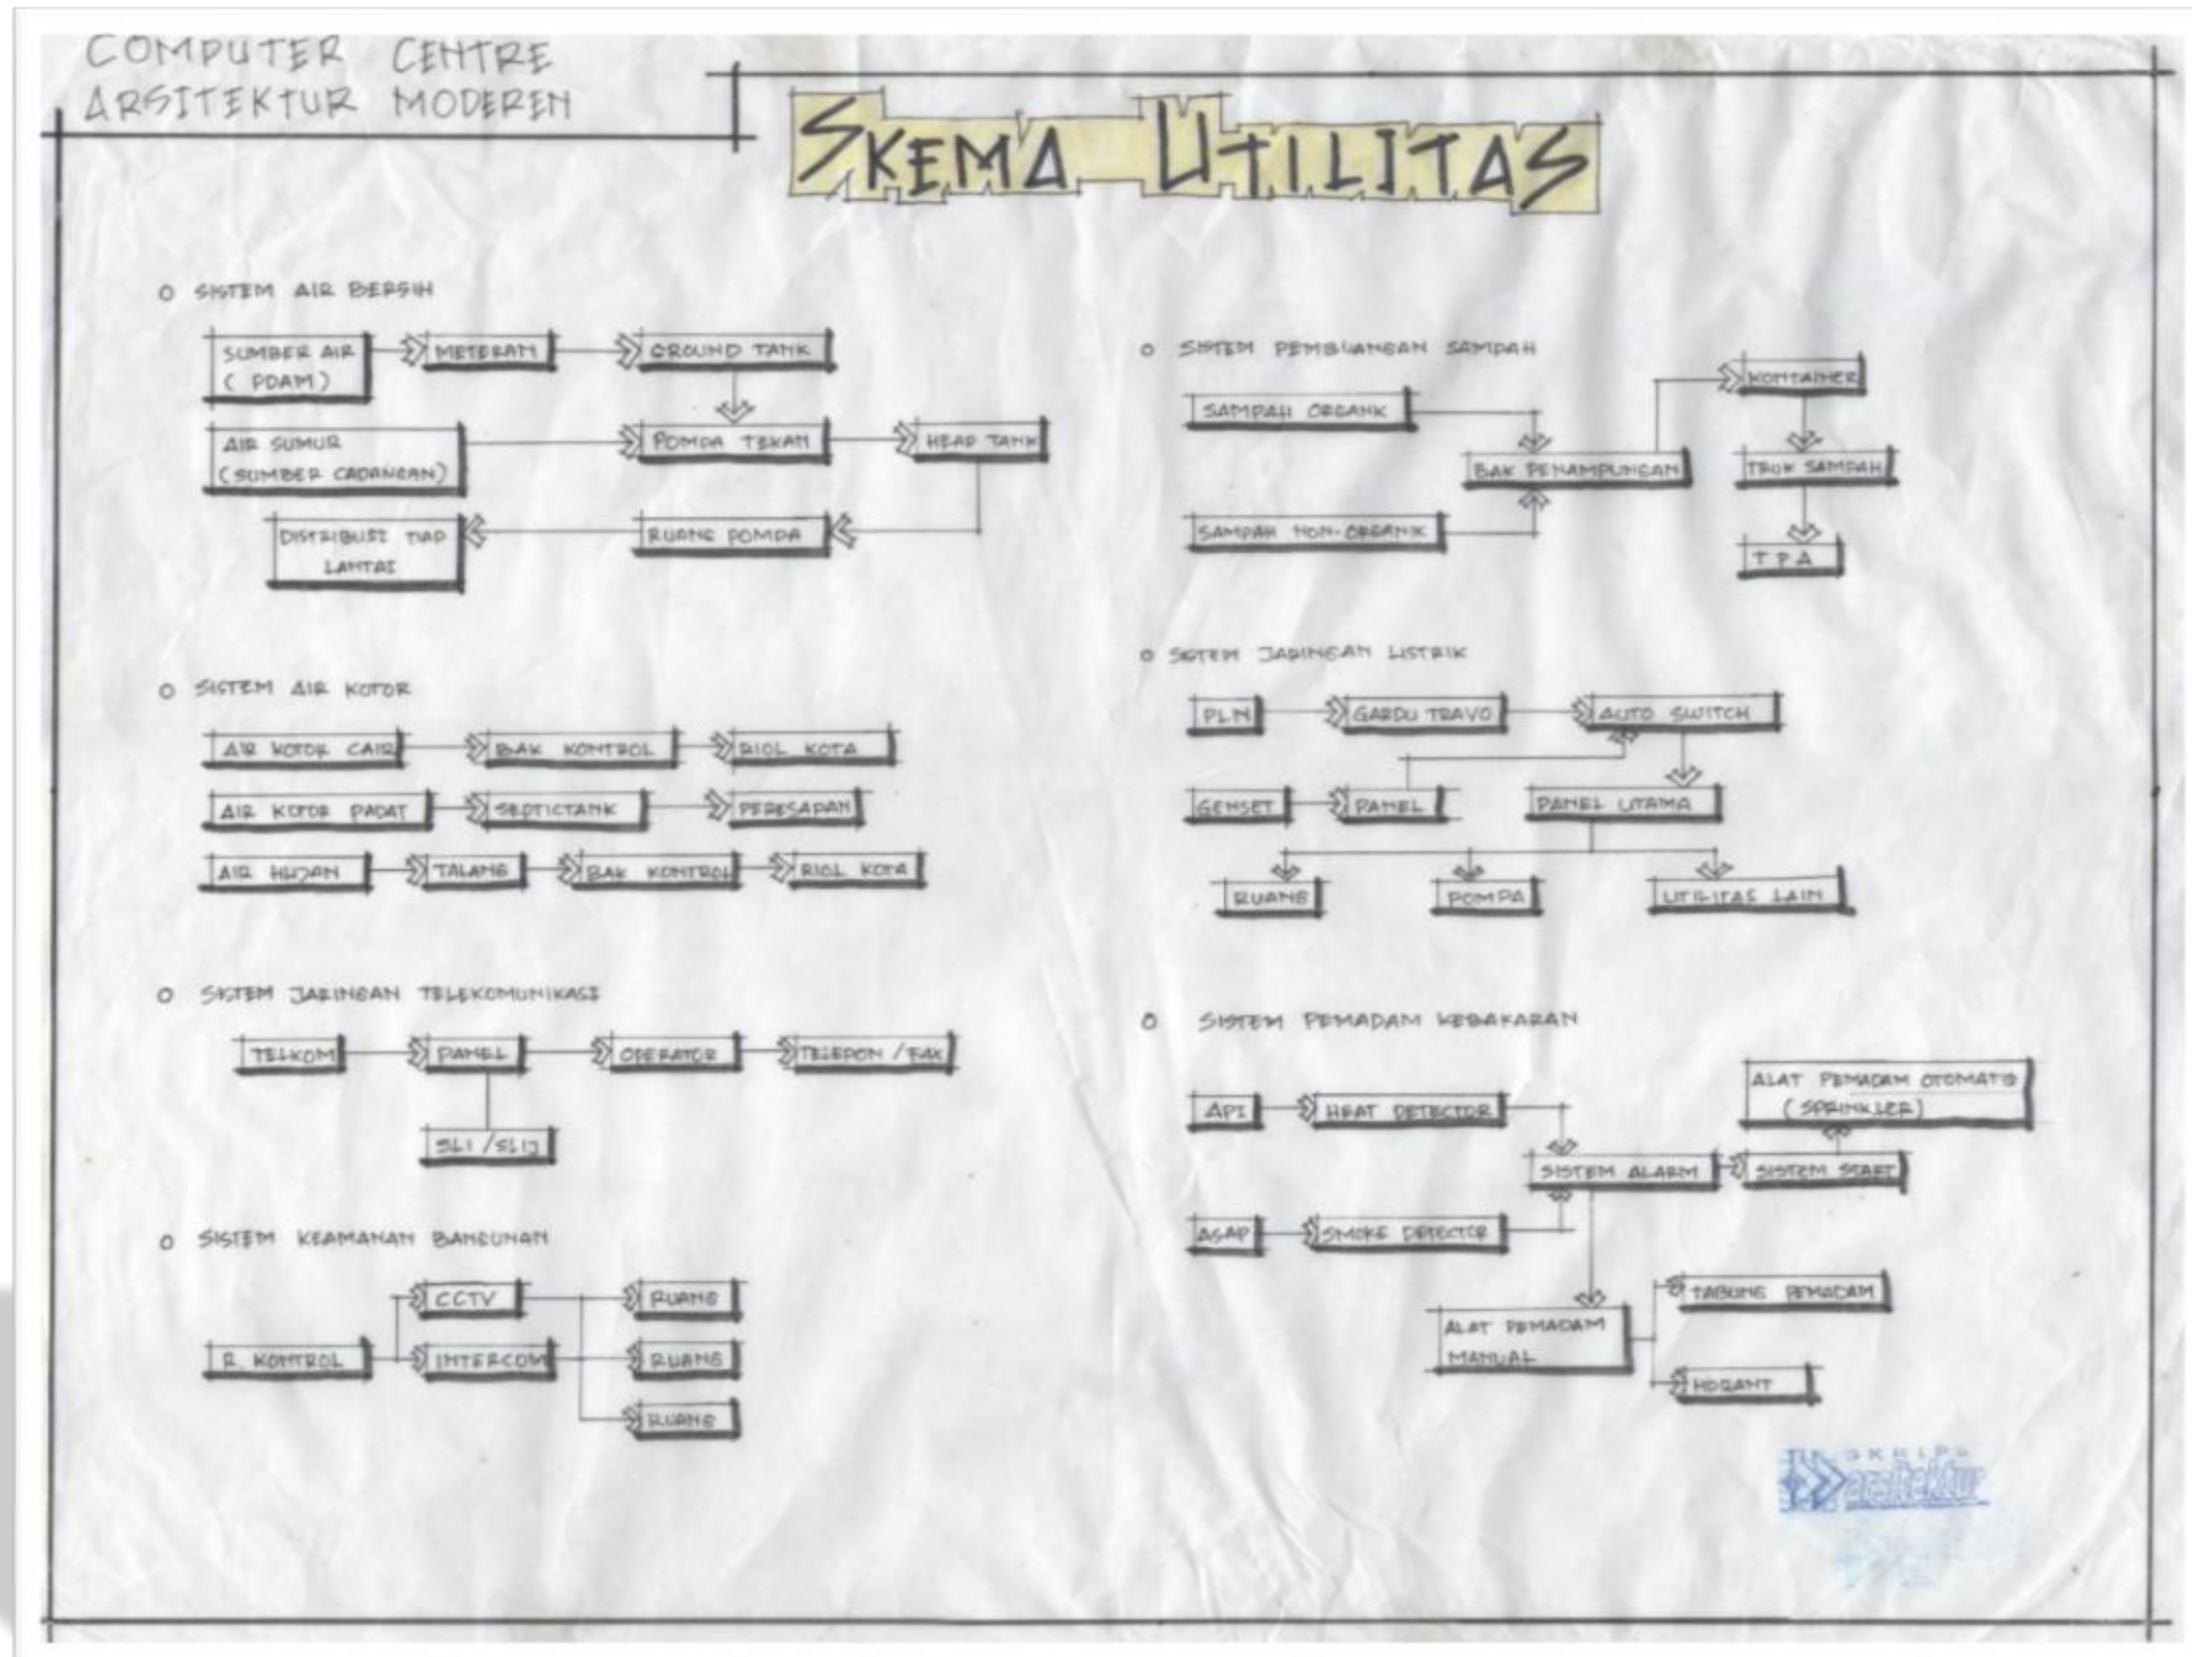 COMPUTER CENTRE
ARSITEKTUR MODEREN
SKEMA UTILITAS
SISTEM AIR BERSIH
SUMBER AIR
(PDAM)
METERAN
GROUND TANK
AIR SUMUR
(SUMBER CADANGAN)
POMPA TEKAN
HEAD TANK
DISTRIBUSI TIAP
LANTAI
RUANG POMPA
SISTEM AIR KOTOR
AIR KOTOR CAIR
BAK KONTROL
RIOL KOTA
AIR KOTOR PADAT
SEPTICTANK
PERESAPAN
AIR HUJAN
TALANG
BAK KONTROL
RIOL KOTA
SISTEM JARINGAN TELEKOMUNIKASI
TELKOM
PANEL
OPERATOR
TELEPON / FAX
SLI / SLJJ
SISTEM KEAMANAN BANGUNAN
R. KONTROL
CCTV
INTERCOM
RUANG
RUANG
RUANG
SISTEM PEMBUANGAN SAMPAH
SAMPAH ORGANK
SAMPAH NON-ORGANIK
BAK PENAMPUNGAN
KONTAINER
TRUK SAMPAH
TPA
SISTEM JARINGAN LISTRIK
PLN
GARDU TRAVO
AUTO SWITCH
GENSET
PANEL
PANEL UTAMA
RUANG
POMPA
UTILITAS LAIN
SISTEM PEMADAM KEBAKARAN
API
HEAT DETECTOR
ALAT PEMADAM OTOMATIS
(SPRINKLER)
SISTEM ALARM
SISTEM START
ASAP
SMOKE DETECTOR
ALAT PEMADAM
MANUAL
TABUNG PEMADAM
HDRANT
arsitektur